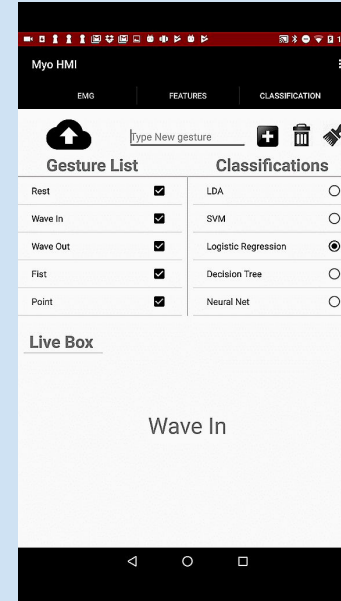 Myo HMI
EMG FEATURES CLASSIFICATION
Type New gesture
Gesture List Classifications
Rest LDA
Wave In SVM
Wave Out Logistic Regression
Fist Decision Tree
Point Neural Net
Live Box
Wave In